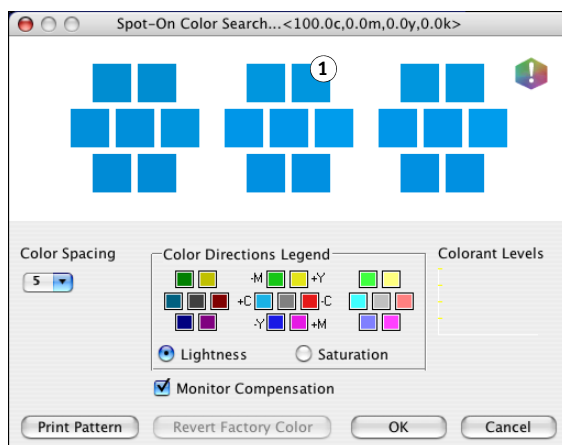 Spot-On Color Search...<100.0c,0.0m,0.0y,0.0k>
1
!
Color Spacing
5
Color Directions Legend
-M +Y
+C -C
-Y +M
Lightness Saturation
Colorant Levels
Monitor Compensation
Print Pattern Revert Factory Color OK Cancel